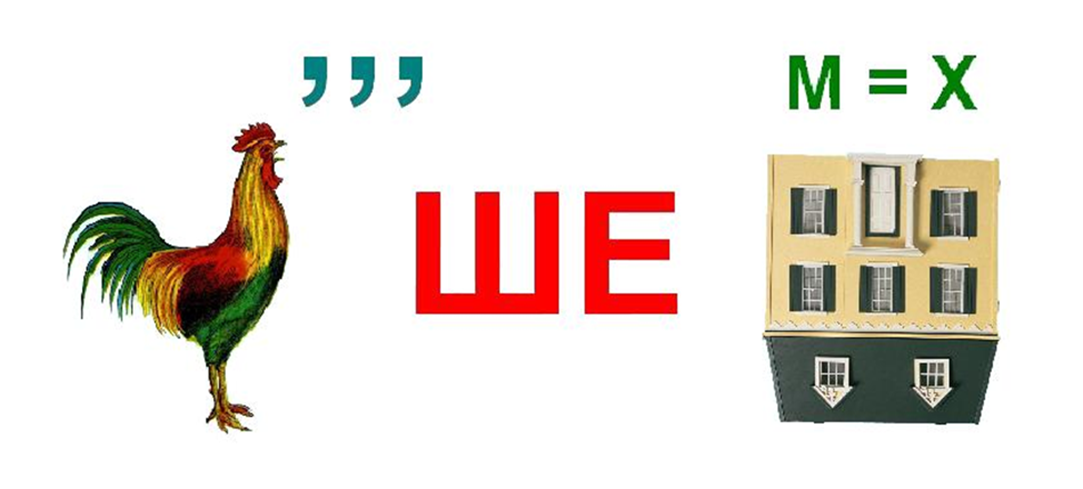 ,,, М = Х
ШЕ